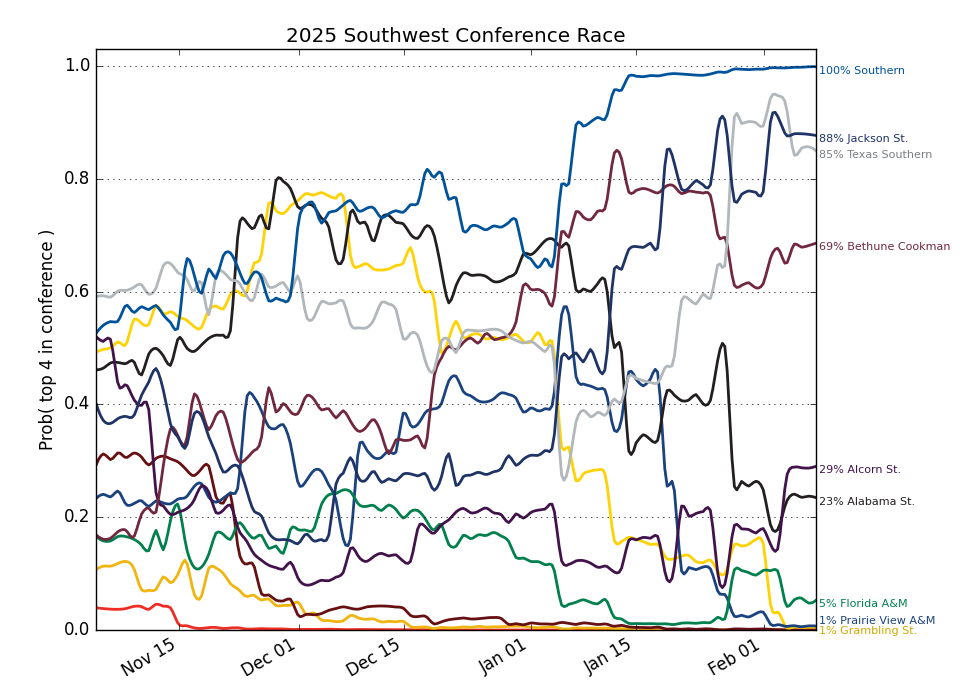 2025 Southwest Conference Race
Prob( top 4 in conference )
1.0
0.8
0.6
0.4
0.2
0.0
Nov 15
Dec 01
Dec 15
Jan 01
Jan 15
Feb 01
100% Southern
88% Jackson St.
85% Texas Southern
69% Bethune Cookman
29% Alcorn St.
23% Alabama St.
5% Florida A&M
1% Prairie View A&M
1% Grambling St.